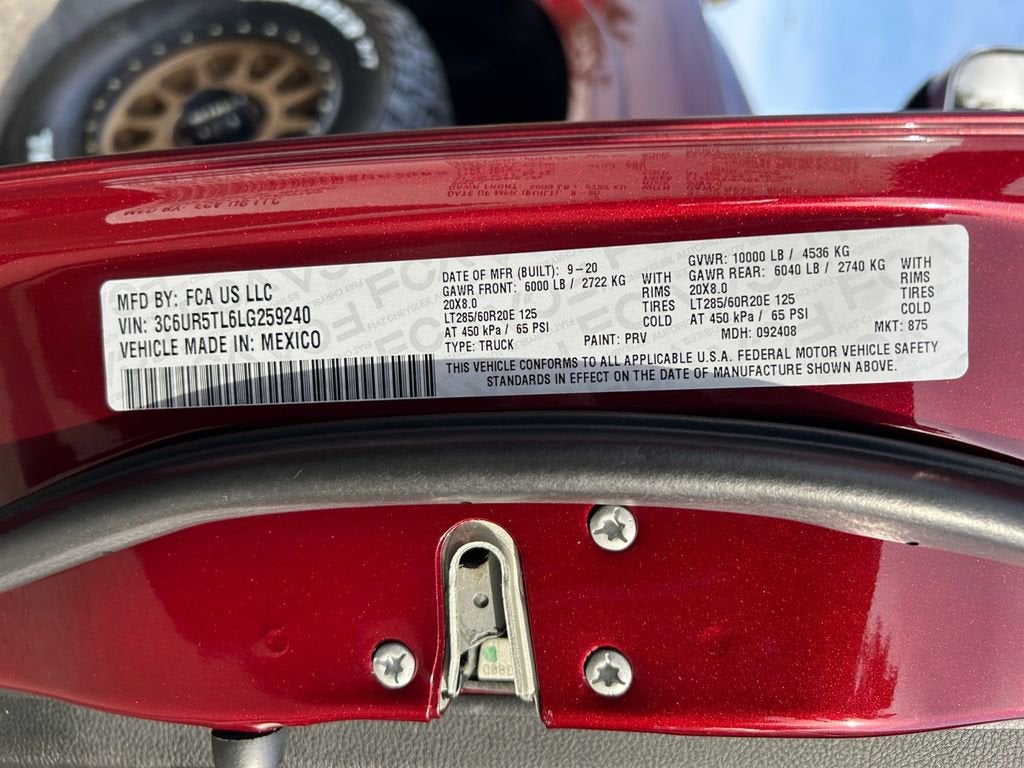 MFD BY: FCA US LLC
VIN: 3C6UR5TL6LG259240
VEHICLE MADE IN: MEXICO
DATE OF MFR (BUILT): 9-20
GAWR FRONT: 6000 LB / 2722 KG WITH
20X8.0 RIMS
LT285/60R20E 125 TIRES
AT 450 kPa / 65 PSI COLD
TYPE: TRUCK PAINT: PRV
GVWR: 10000 LB / 4536 KG
GAWR REAR: 6040 LB / 2740 KG WITH
20X8.0 RIMS
LT285/60R20E 125 TIRES
AT 450 kPa / 65 PSI COLD
MDH: 092408 MKT: 875
THIS VEHICLE CONFORMS TO ALL APPLICABLE U.S.A. FEDERAL MOTOR VEHICLE SAFETY
STANDARDS IN EFFECT ON THE DATE OF MANUFACTURE SHOWN ABOVE.